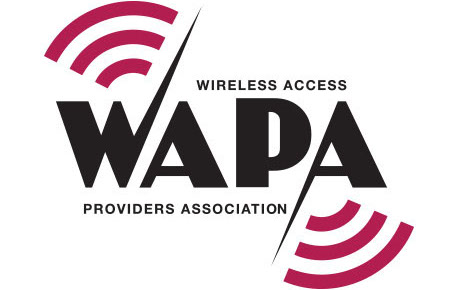 WIRELESS ACCESS
WAPA
PROVIDERS ASSOCIATION